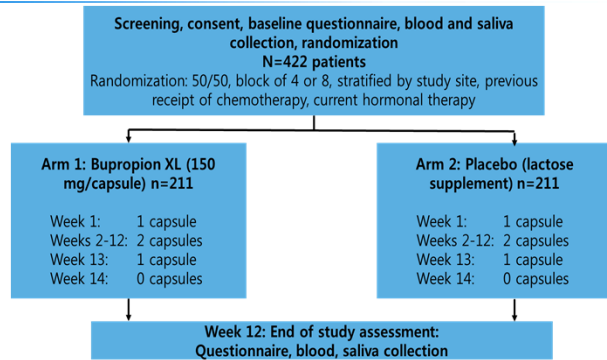 Screening, consent, baseline questionnaire, blood and saliva
collection, randomization
N=422 patients
Randomization: 50/50, block of 4 or 8, stratified by study site, previous
receipt of chemotherapy, current hormonal therapy
Arm 1: Bupropion XL (150
mg/capsule) n=211
Week 1: 1 capsule
Weeks 2-12: 2 capsules
Week 13: 1 capsule
Week 14: 0 capsules
Arm 2: Placebo (lactose
supplement) n=211
Week 1: 1 capsule
Weeks 2-12: 2 capsules
Week 13: 1 capsule
Week 14: 0 capsules
Week 12: End of study assessment:
Questionnaire, blood, saliva collection